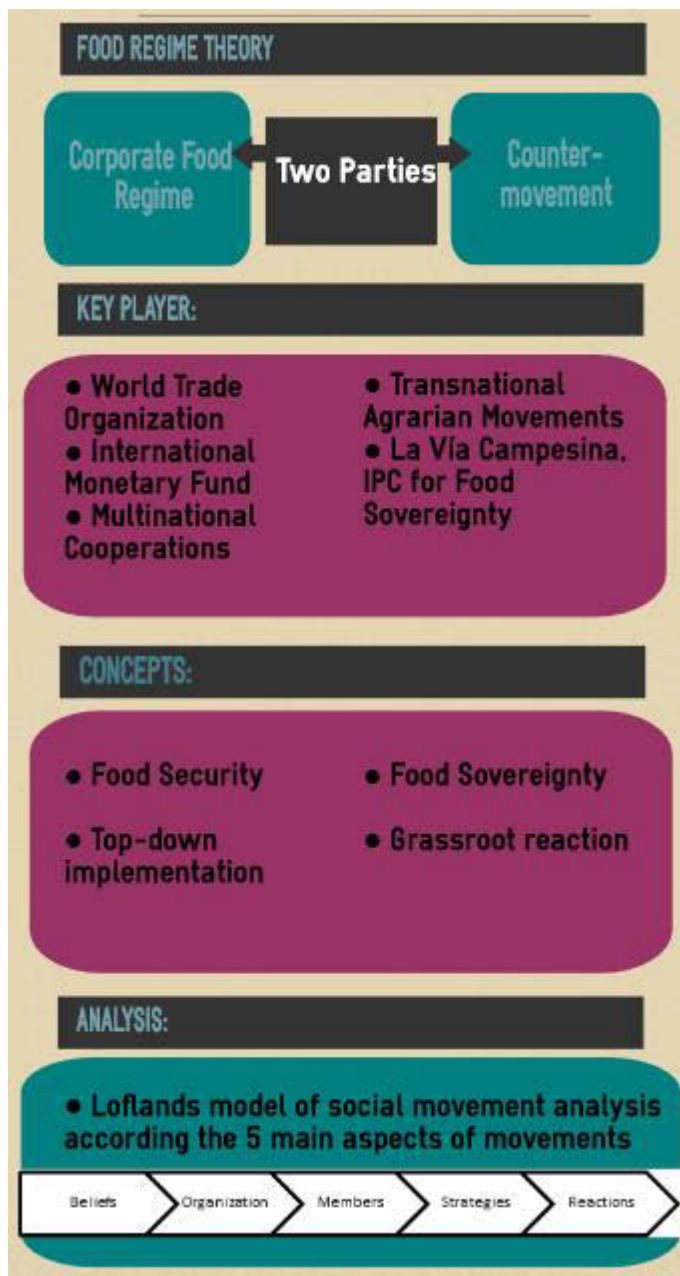 FOOD REGIME THEORY
Corporate Food
Regime
Two Parties
Counter-
movement
KEY PLAYER:
● World Trade
Organization
● International
Monetary Fund
● Multinational
Cooperations
● Transnational
Agrarian Movements
● La Vía Campesina,
IPC for Food
Sovereignty
CONCEPTS:
● Food Security
● Top-down
implementation
● Food Sovereignty
● Grassroot reaction
ANALYSIS:
● Loflands model of social movement analysis
according the 5 main aspects of movements
Beliefs
Organization
Members
Strategies
Reactions